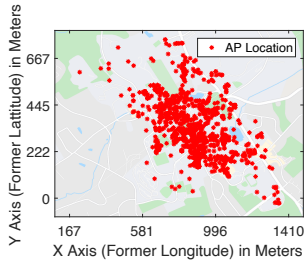 AP Location
Y Axis (Former Lattitude) in Meters
667
445
222
0
167 581 996 1410
X Axis (Former Longitude) in Meters